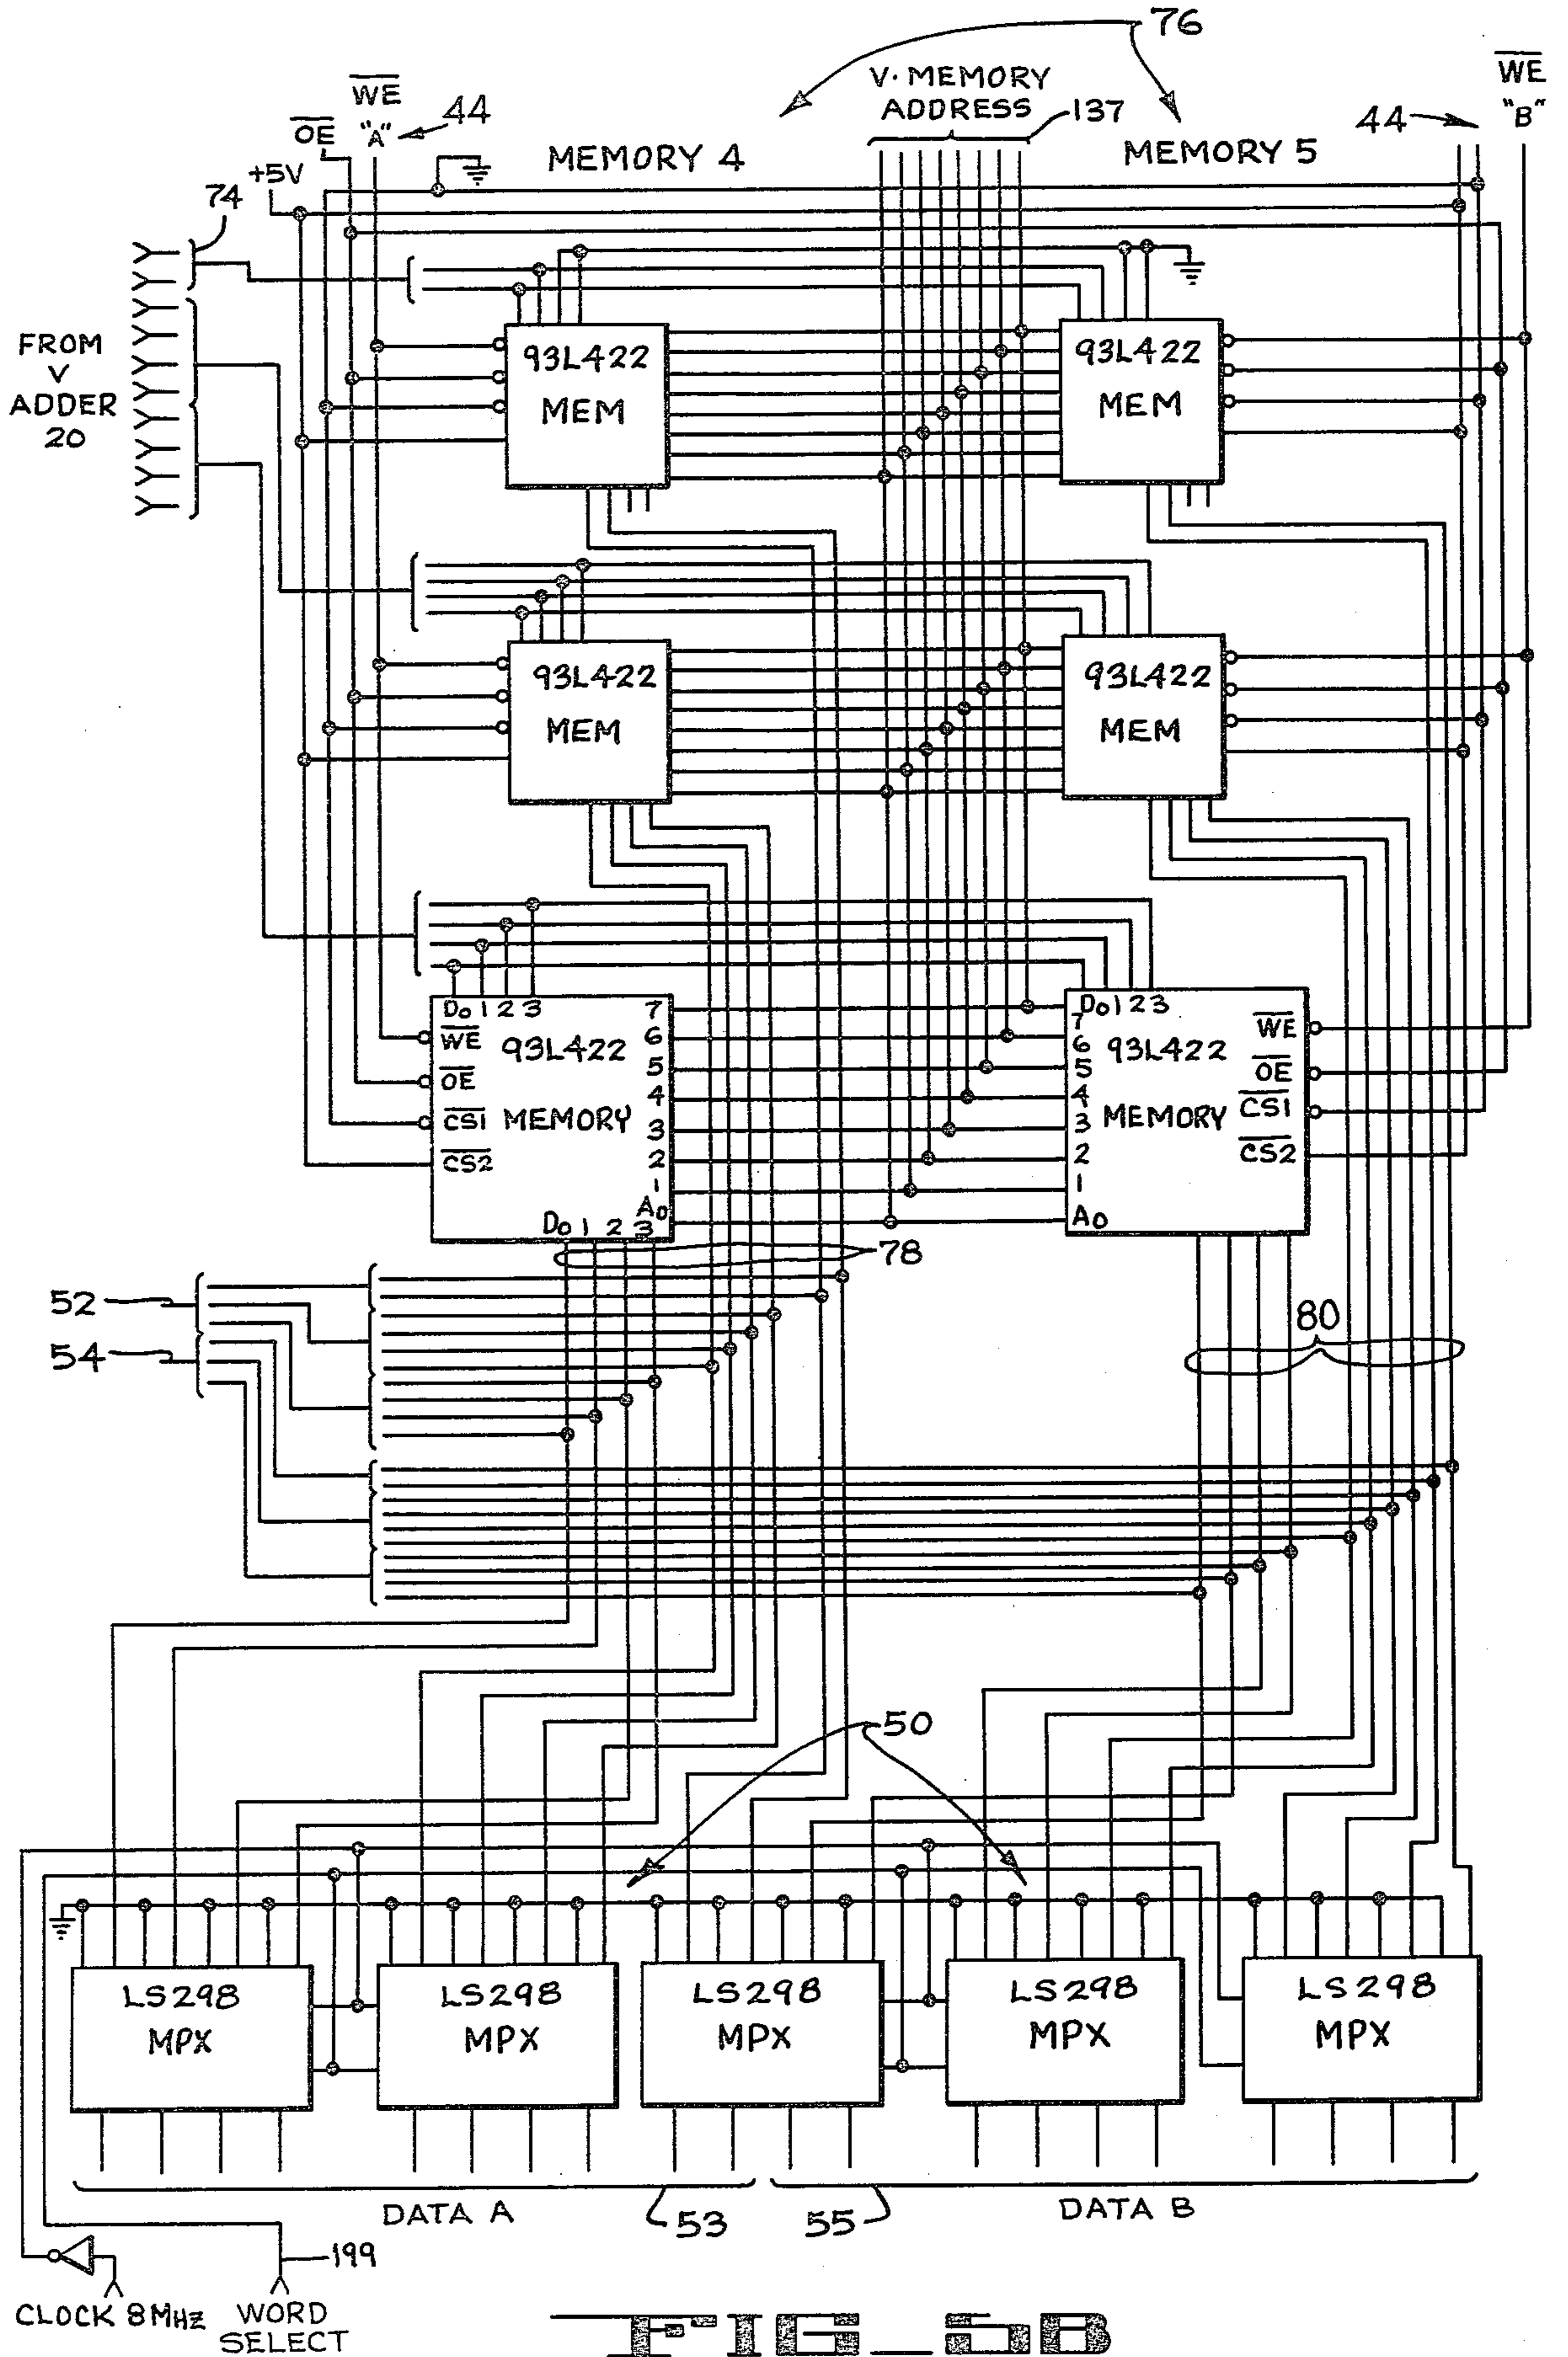 76
V. MEMORY
ADDRESS
137
WE
"A"
44
OE
+5V
74
MEMORY 4
MEMORY 5
44
WE
"B"
FROM
V
ADDER
20
93L422
MEM
93L422
MEM
93L422
MEM
93L422
MEM
D0 1 2 3
WE
OE
CS1
CS2
93L422
MEMORY
7
6
5
4
3
2
1
A0
D0 1 2 3
D0 1 2 3
7
6
5
4
3
2
1
A0
93L422
MEMORY
WE
OE
CS1
CS2
78
52
54
80
50
LS298
MPX
LS298
MPX
LS298
MPX
LS298
MPX
LS298
MPX
DATA A
53
55
DATA B
199
CLOCK 8MHZ
WORD
SELECT
FIG_5B